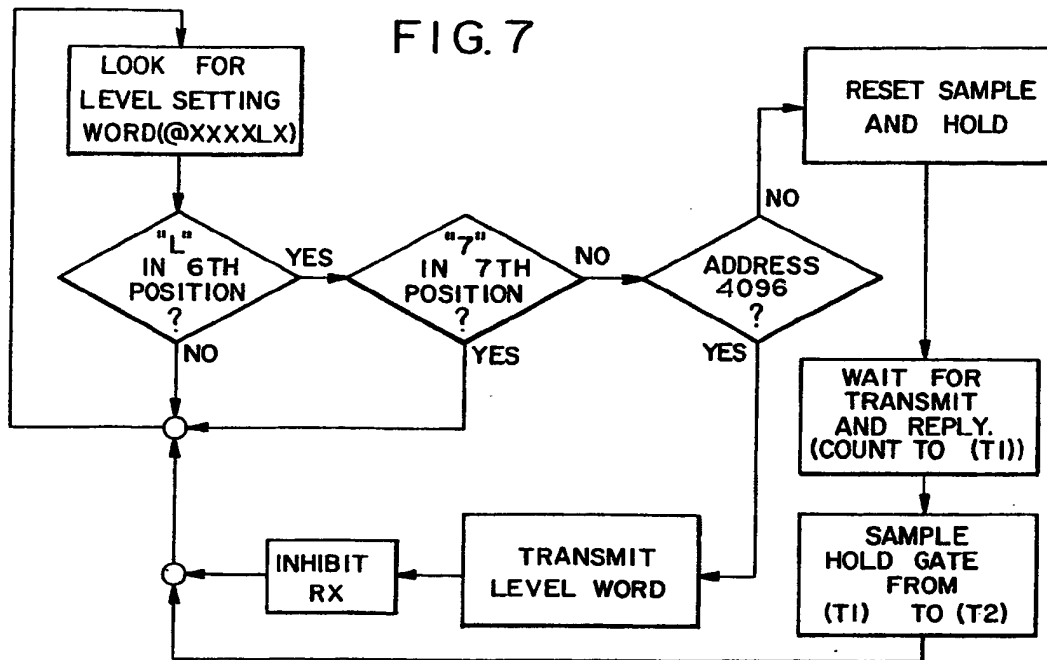 FIG. 7
LOOK FOR
LEVEL SETTING
WORD(@XXXXLX)
"L"
IN 6TH
POSITION
?
YES
NO
"7"
IN 7TH
POSITION
?
NO
YES
ADDRESS
4096
?
NO
YES
RESET SAMPLE
AND HOLD
WAIT FOR
TRANSMIT
AND REPLY.
(COUNT TO (T1))
SAMPLE
HOLD GATE
FROM
(T1) TO (T2)
TRANSMIT
LEVEL WORD
INHIBIT
RX